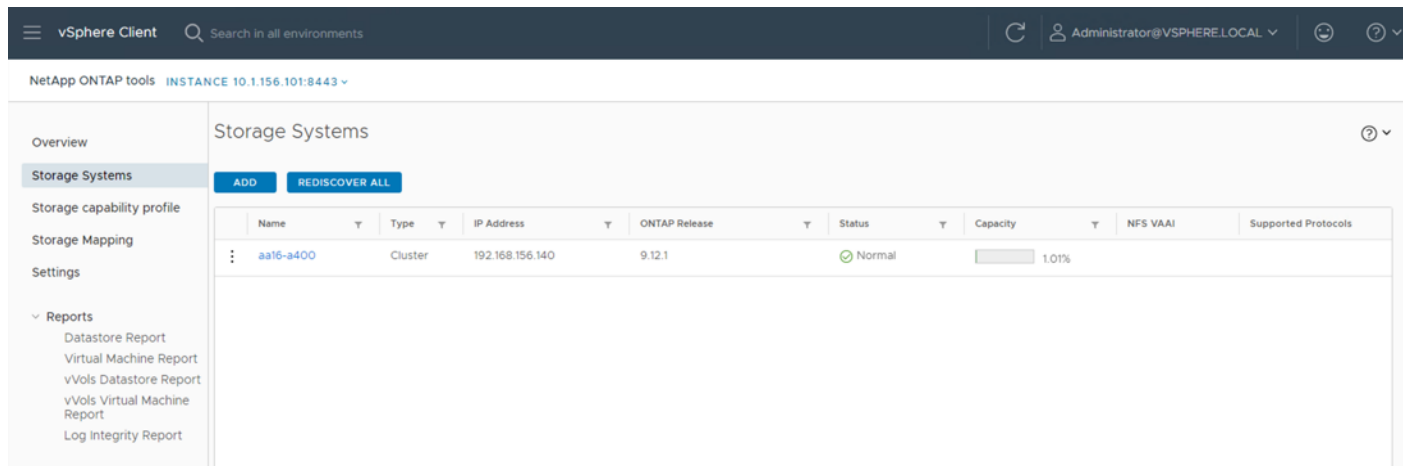 vSphere Client Search in all environments Administrator@VSPHERE.LOCAL
NetApp ONTAP tools INSTANCE 10.1.156.101:8443
Overview
Storage Systems
Storage capability profile
Storage Mapping
Settings
Reports
Datastore Report
Virtual Machine Report
vVols Datastore Report
vVols Virtual Machine
Report
Log Integrity Report
Storage Systems
ADD REDISCOVER ALL
Name Type IP Address ONTAP Release Status Capacity NFS VAAI Supported Protocols
aa16-a400 Cluster 192.168.156.140 9.12.1 Normal 1.01%